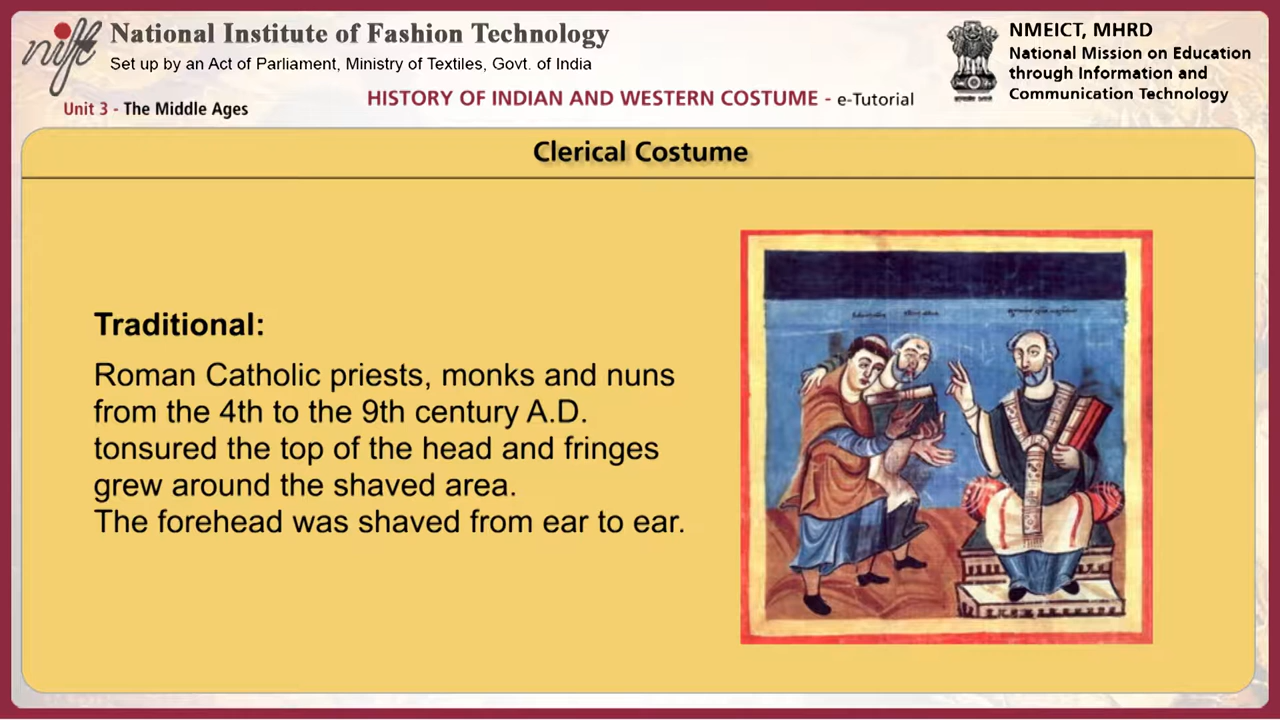 nift
National Institute of Fashion Technology
Set up by an Act of Parliament, Ministry of Textiles, Govt. of India
NMEICT, MHRD
National Mission on Education
through Information and
Communication Technology
Unit 3 - The Middle Ages
HISTORY OF INDIAN AND WESTERN COSTUME - e-Tutorial
Clerical Costume
Traditional:
Roman Catholic priests, monks and nuns
from the 4th to the 9th century A.D.
tonsured the top of the head and fringes
grew around the shaved area.
The forehead was shaved from ear to ear.